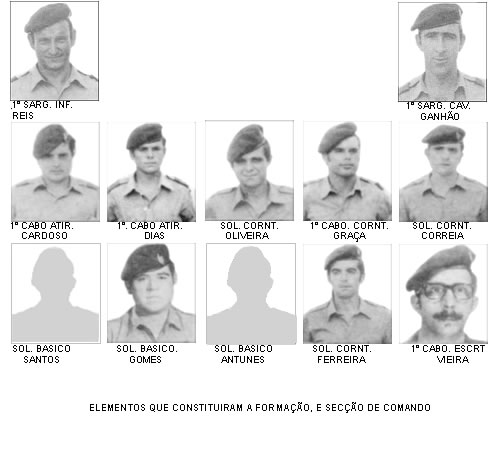 .1º SARG. INF.
REIS
1º SARG. CAV.
GANHÃO
1º CABO ATIR.
CARDOSO
1º. CABO ATIR.
DIAS
SOL. CORNT.
OLIVEIRA
1º CABO. CORNT.
GRAÇA
SOL. CORNT.
CORREIA
SOL. BASICO
SANTOS
SOL. BASICO.
GOMES
SOL. BASICO
ANTUNES
SOL. CORNT.
FERREIRA
1º CABO. ESCRT
VIEIRA
ELEMENTOS QUE CONSTITUIRAM A FORMAÇÃO, E SECÇÃO DE COMANDO